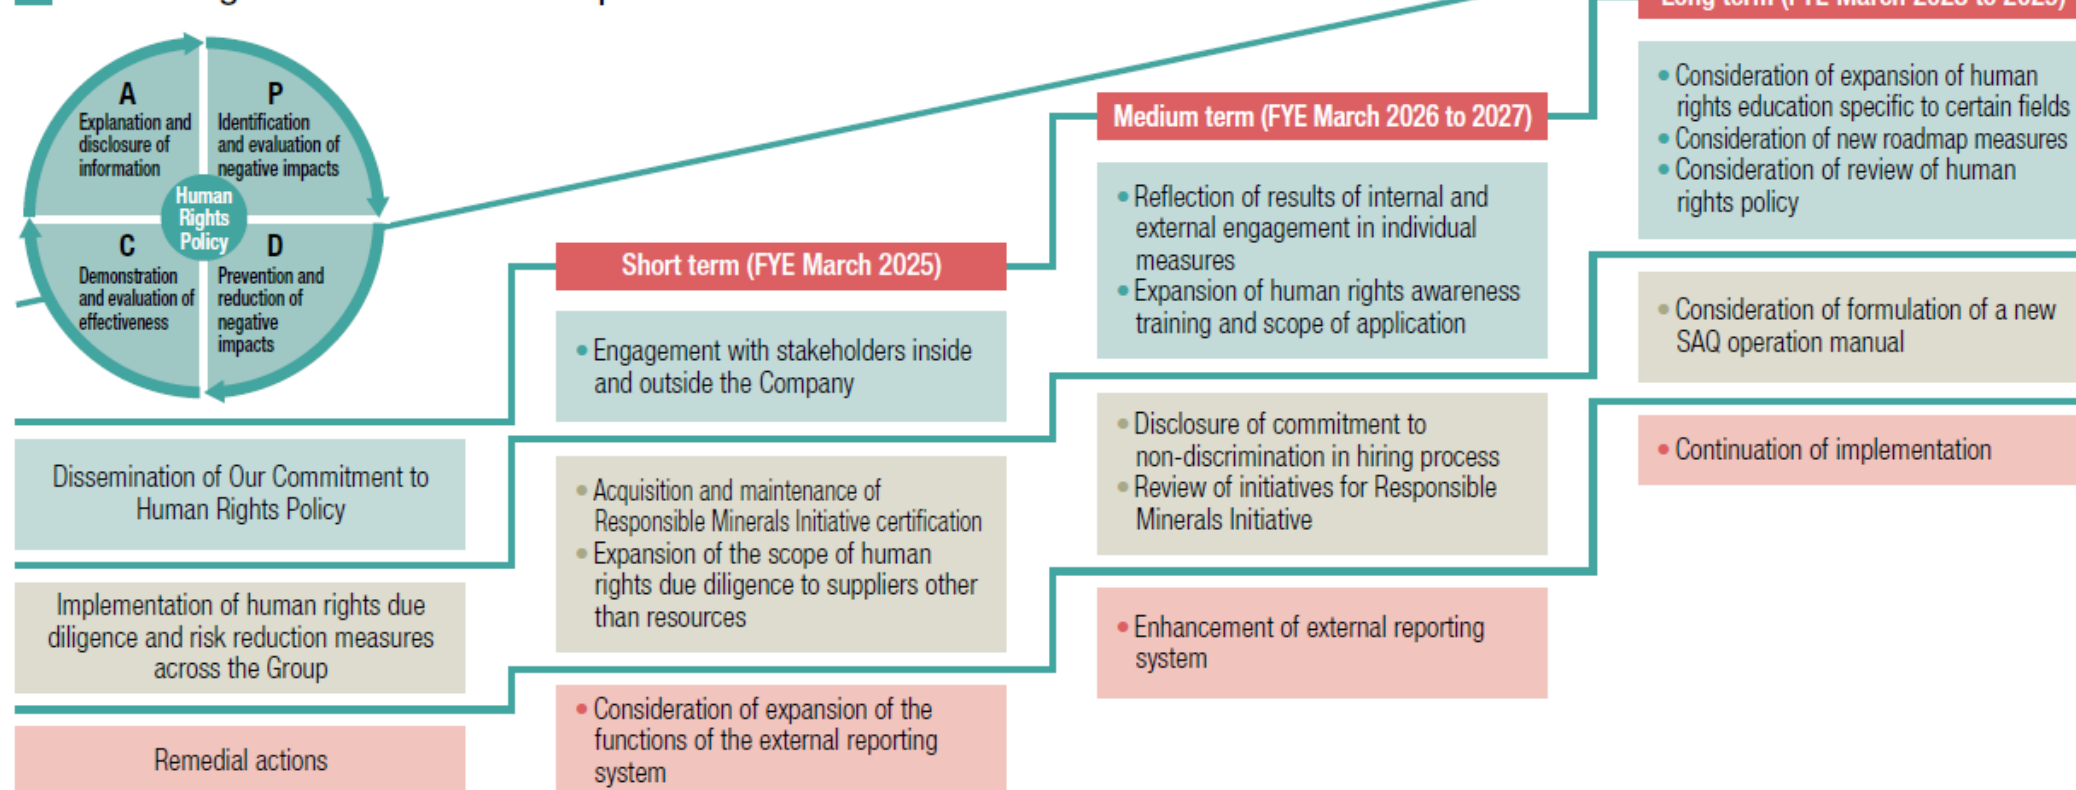 A
Explanation and
disclosure of
information
P
Identification
and evaluation of
negative impacts
Human
Rights
Policy
C
Demonstration
and evaluation of
effectiveness
D
Prevention and
reduction of
negative
impacts
Dissemination of Our Commitment to
Human Rights Policy
Implementation of human rights due
diligence and risk reduction measures
across the Group
Remedial actions
Short term (FYE March 2025)
• Engagement with stakeholders inside
and outside the Company
• Acquisition and maintenance of
Responsible Minerals Initiative certification
• Expansion of the scope of human
rights due diligence to suppliers other
than resources
• Consideration of expansion of the
functions of the external reporting
system
Medium term (FYE March 2026 to 2027)
• Reflection of results of internal and
external engagement in individual
measures
• Expansion of human rights awareness
training and scope of application
• Disclosure of commitment to
non-discrimination in hiring process
• Review of initiatives for Responsible
Minerals Initiative
• Enhancement of external reporting
system
Long term (FYE March
• Consideration of expansion of human
rights education specific to certain fields
• Consideration of new roadmap measures
• Consideration of review of human
rights policy
• Consideration of formulation of a new
SAQ operation manual
• Continuation of implementation